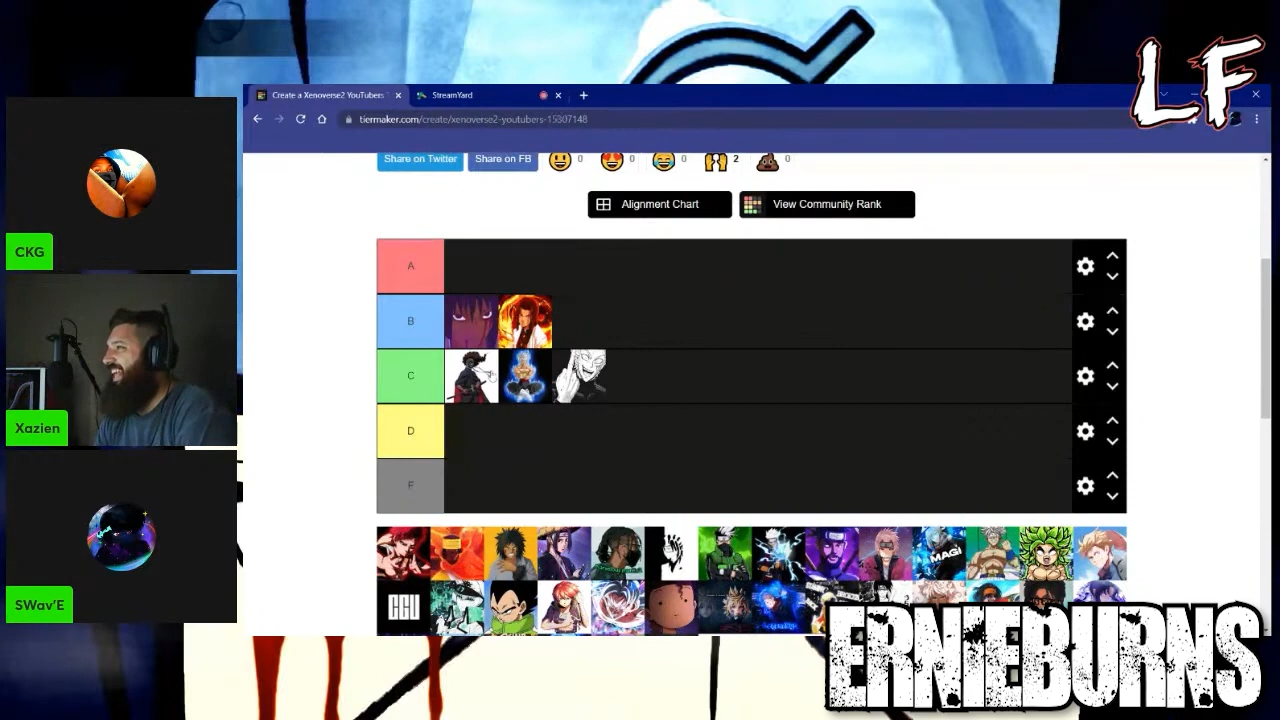 LF
Create a Xenoverse2 YouTubers
StreamYard
tiermaker.com/create/xenoverse2-youtubers-15307148
Share on Twitter
Share on FB
0
0
0
2
0
Alignment Chart
View Community Rank
A
B
C
D
F
CKG
Xazien
SWav'E
MAGI
CGU
ERNIEBURNS